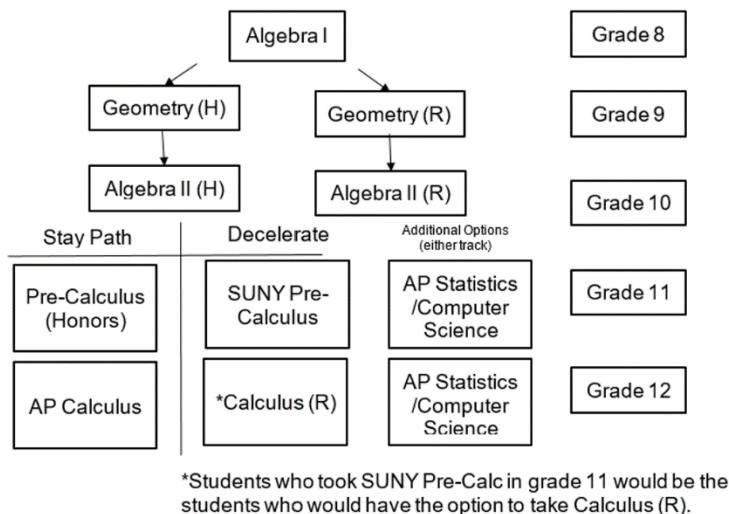 Algebra I
Grade 8
Geometry (H)
Geometry (R)
Grade 9
Algebra II (H)
Algebra II (R)
Grade 10
Stay Path
Decelerate
Additional Options
(either track)
Pre-Calculus
(Honors)
SUNY Pre-
Calculus
AP Statistics
/Computer
Science
Grade 11
AP Calculus
*Calculus (R)
AP Statistics
/Computer
Science
Grade 12
*Students who took SUNY Pre-Calc in grade 11 would be the
students who would have the option to take Calculus (R).